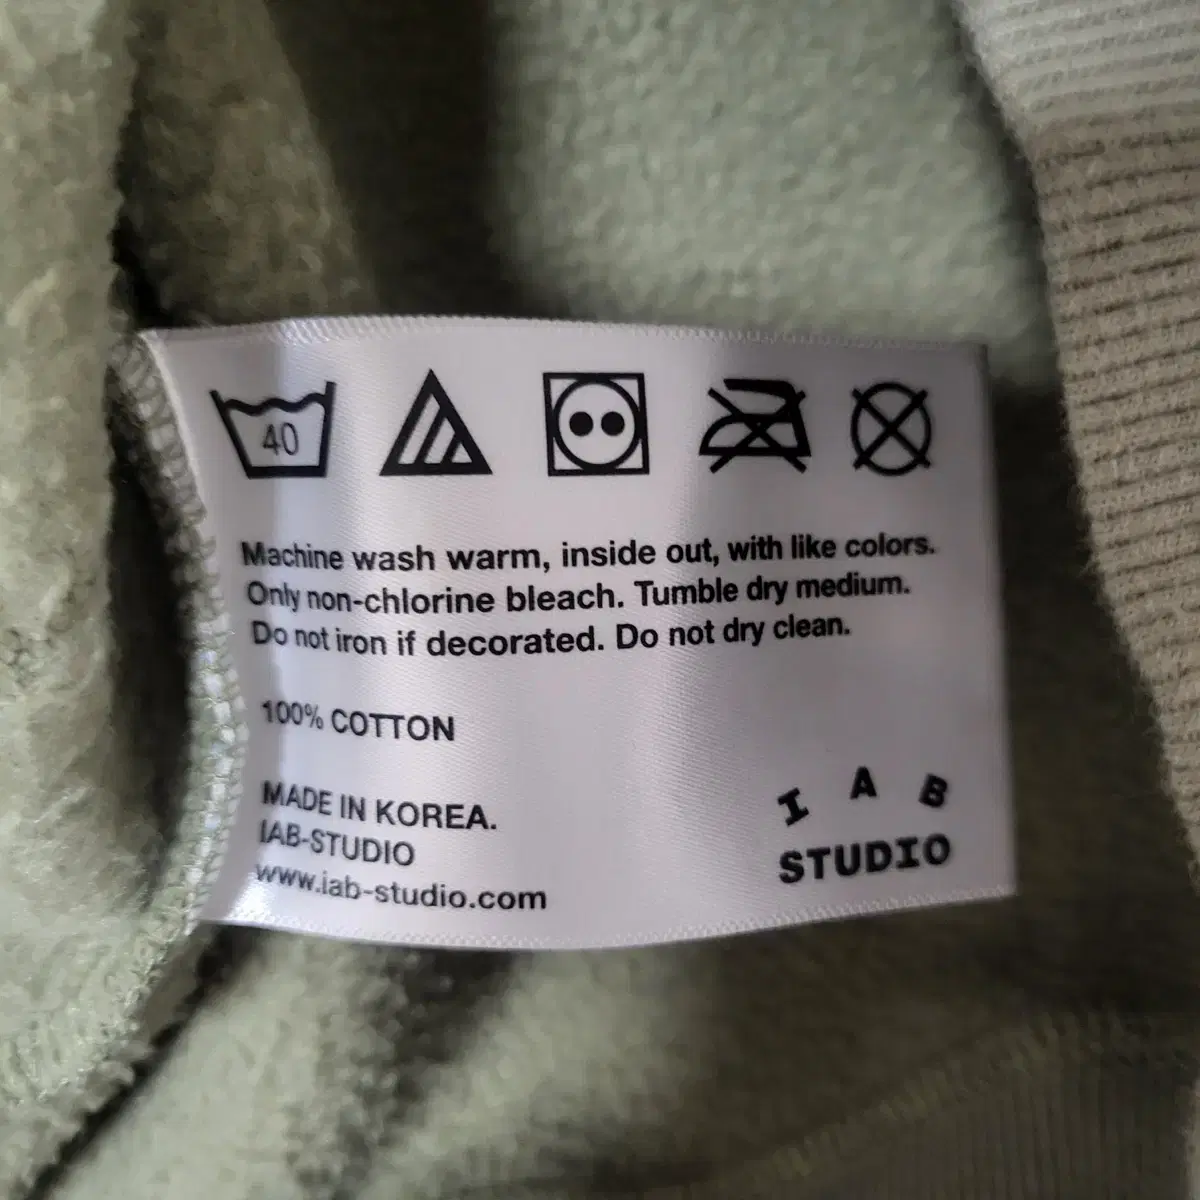 40
Machine wash warm, inside out, with like colors.
Only non-chlorine bleach. Tumble dry medium.
Do not iron if decorated. Do not dry clean.
100% COTTON
MADE IN KOREA.
IAB-STUDIO
www.iab-studio.com
I A B
STUDIO